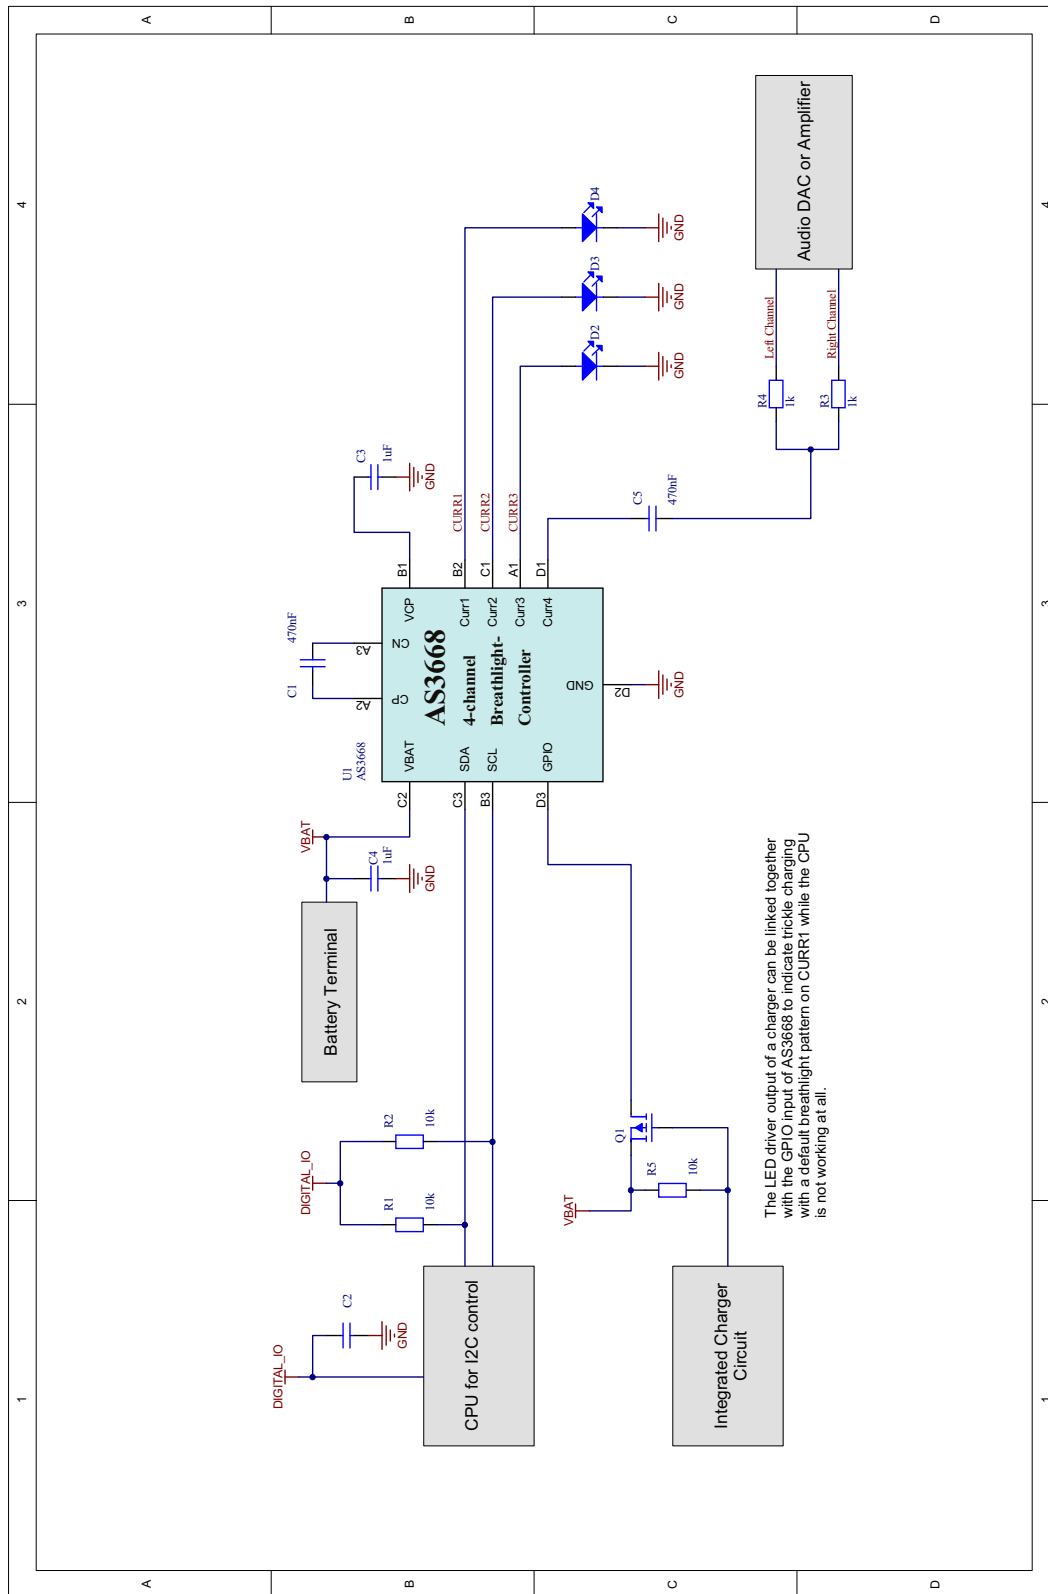 1
2
3
4
A
A
B
B
C
C
D
D
1
2
3
4
DIGITAL_IO
C2
GND
CPU for I2C control
DIGITAL_IO
R1
10k
R2
10k
Battery Terminal
VBAT
C4
1uF
GND
U1
AS3668
C1
470nF
A2
A3
CP
CN
C2
VBAT
C3
SDA
B3
SCL
D3
GPIO
AS3668
4-channel
Breathlight-
Controller
VCP
B1
Curr1
B2
Curr2
C1
Curr3
A1
Curr4
D1
GND
D2
GND
C3
1uF
GND
CURR1
CURR2
CURR3
D2
GND
D3
GND
D4
GND
C5
470nF
R4
1k
R3
1k
Left Channel
Right Channel
Audio DAC or Amplifier
VBAT
R5
10k
Q1
Integrated Charger
Circuit
The LED driver output of a charger can be linked together
with the GPIO input of AS3668 to indicate trickle charging
with a default breathlight pattern on CURR1 while the CPU
is not working at all.